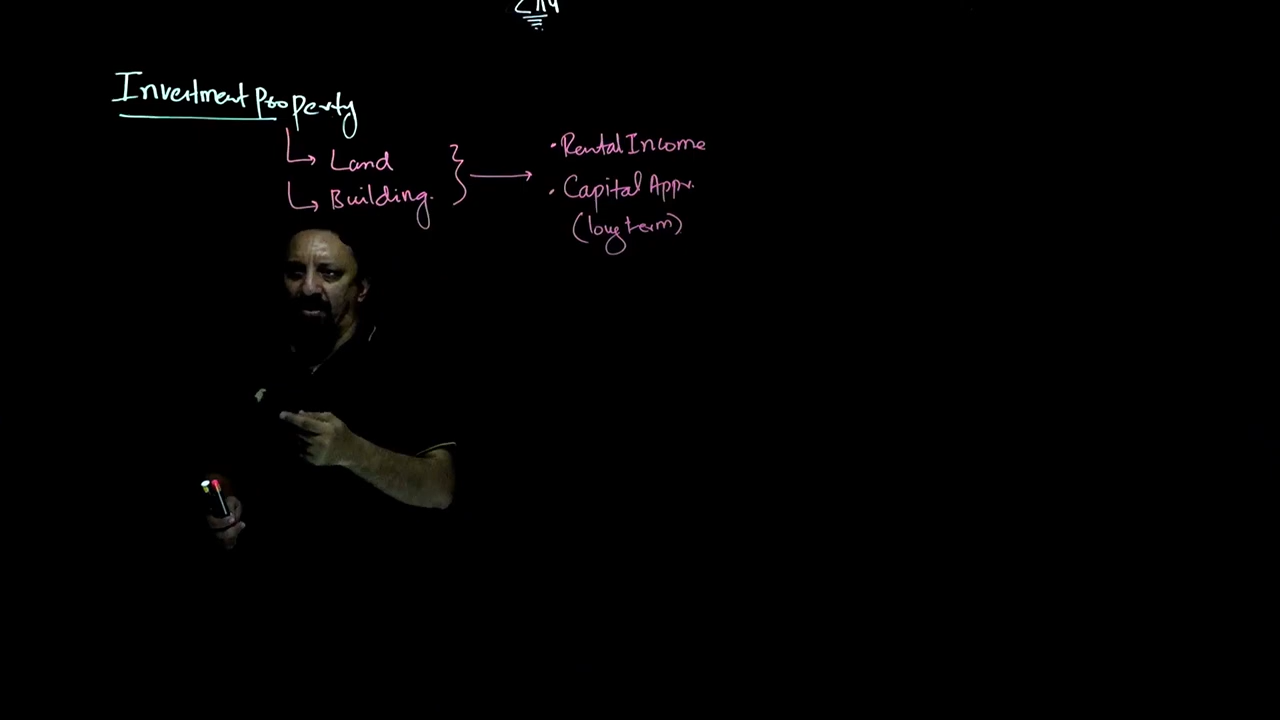 Investment Property
Land
Building.
• Rental Income
• Capital Appr.
(long term)